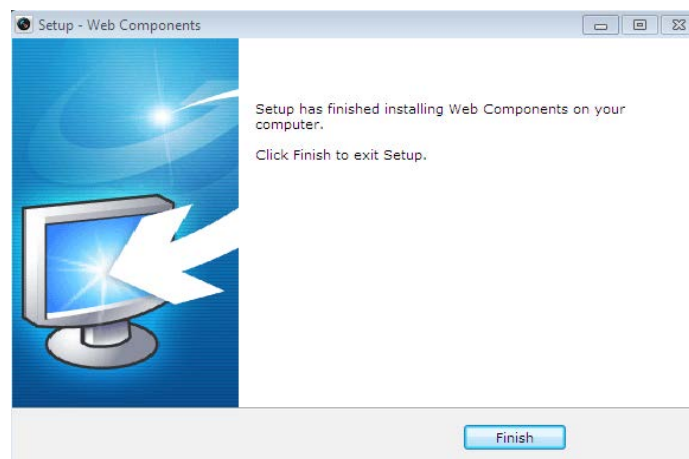 Setup - Web Components
Setup has finished installing Web Components on your
computer.
Click Finish to exit Setup.
Finish